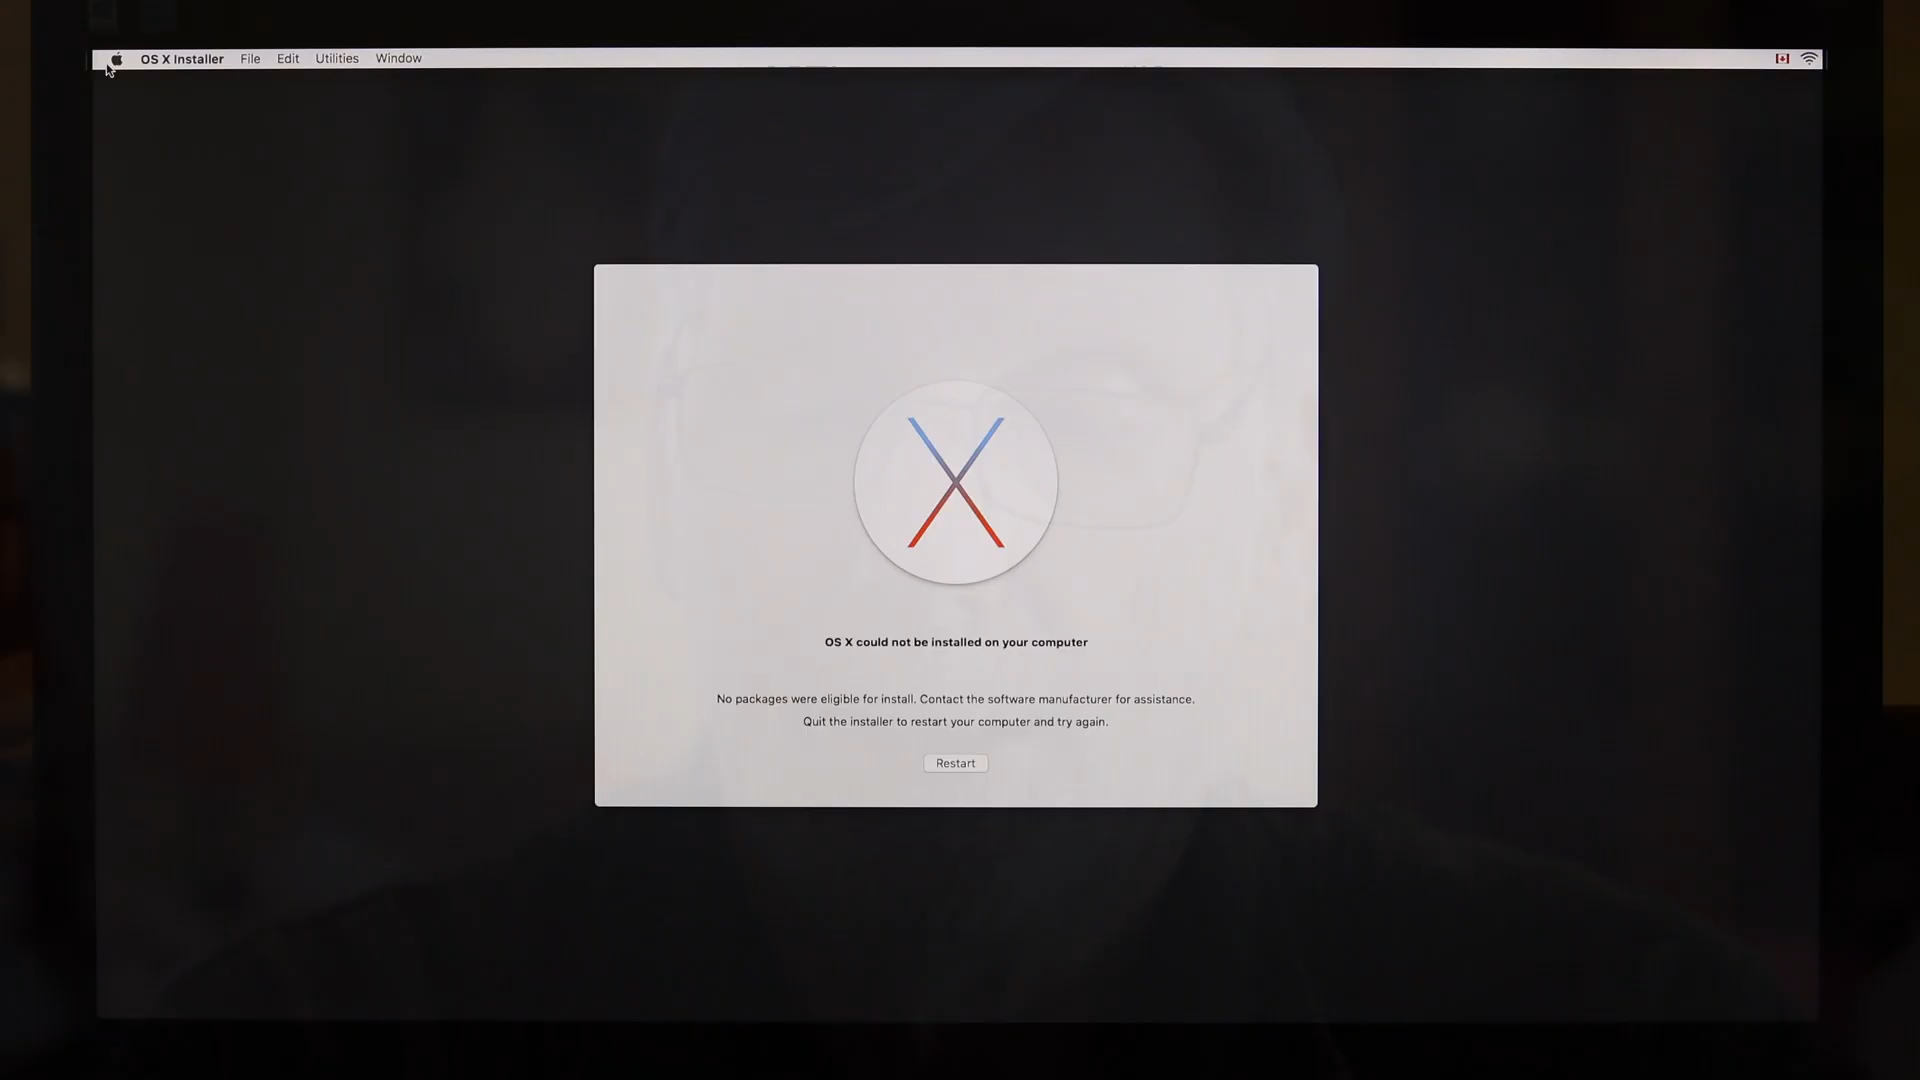 OS X Installer File Edit Utilities Window
OS X could not be installed on your computer
No packages were eligible for install. Contact the software manufacturer for assistance.
Quit the installer to restart your computer and try again.
Restart